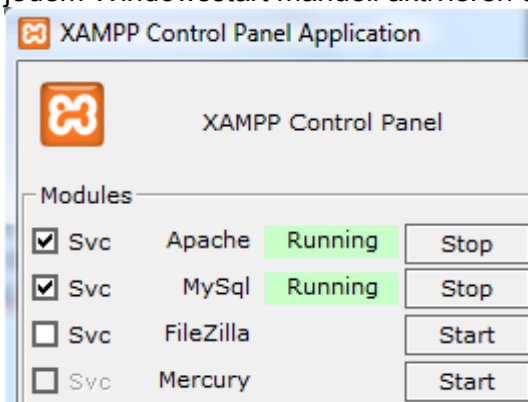 XAMPP Control Panel Application
XAMPP Control Panel
Modules
Svc Apache Running Stop
Svc MySql Running Stop
Svc FileZilla Start
Svc Mercury Start